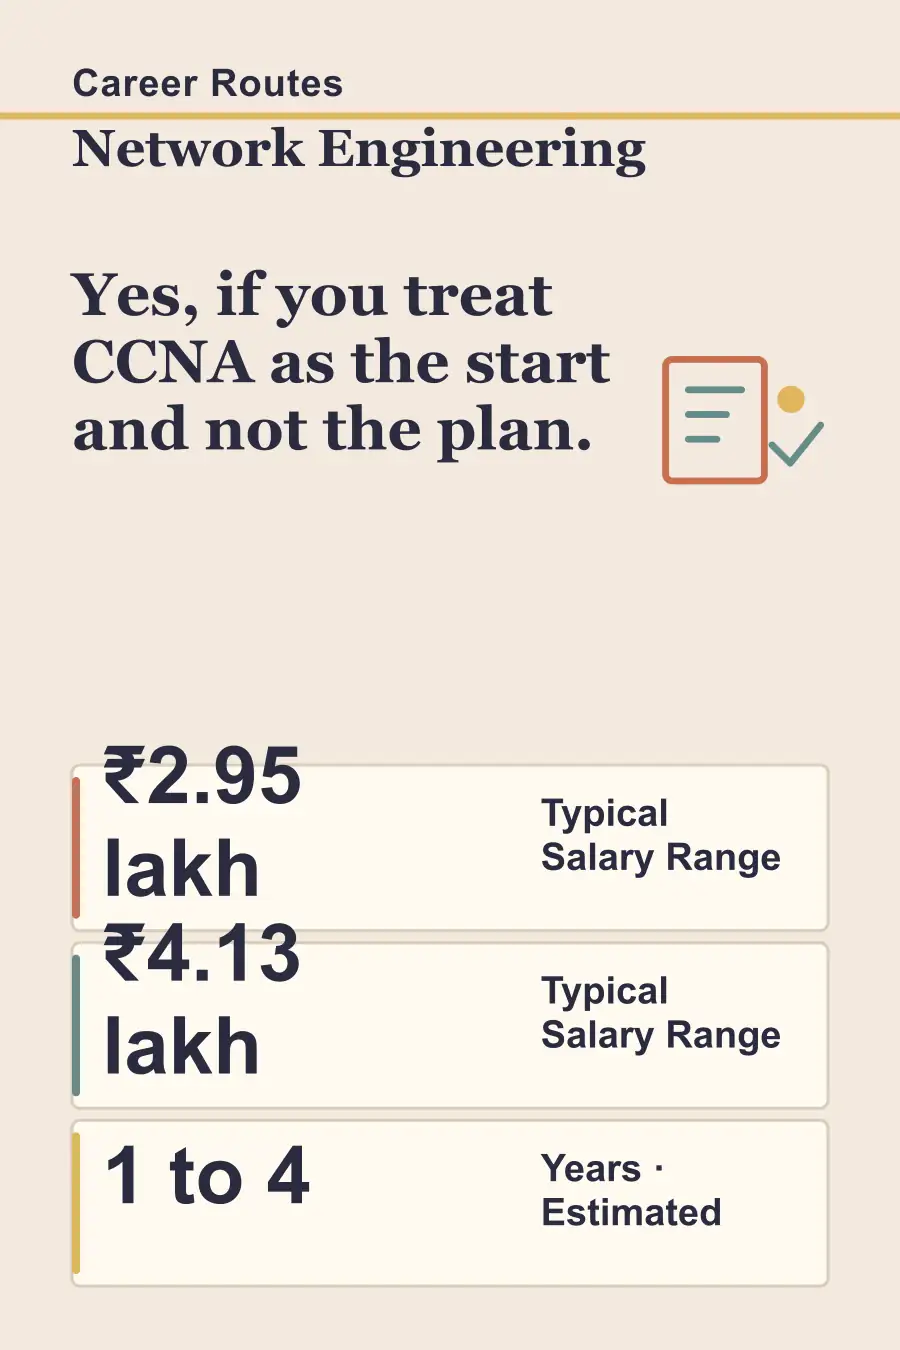 Career Routes
Network Engineering
Yes, if you treat
CCNA as the start
and not the plan.
₹2.95
lakh
Typical
Salary Range
₹4.13
lakh
Typical
Salary Range
1 to 4
Years ·
Estimated